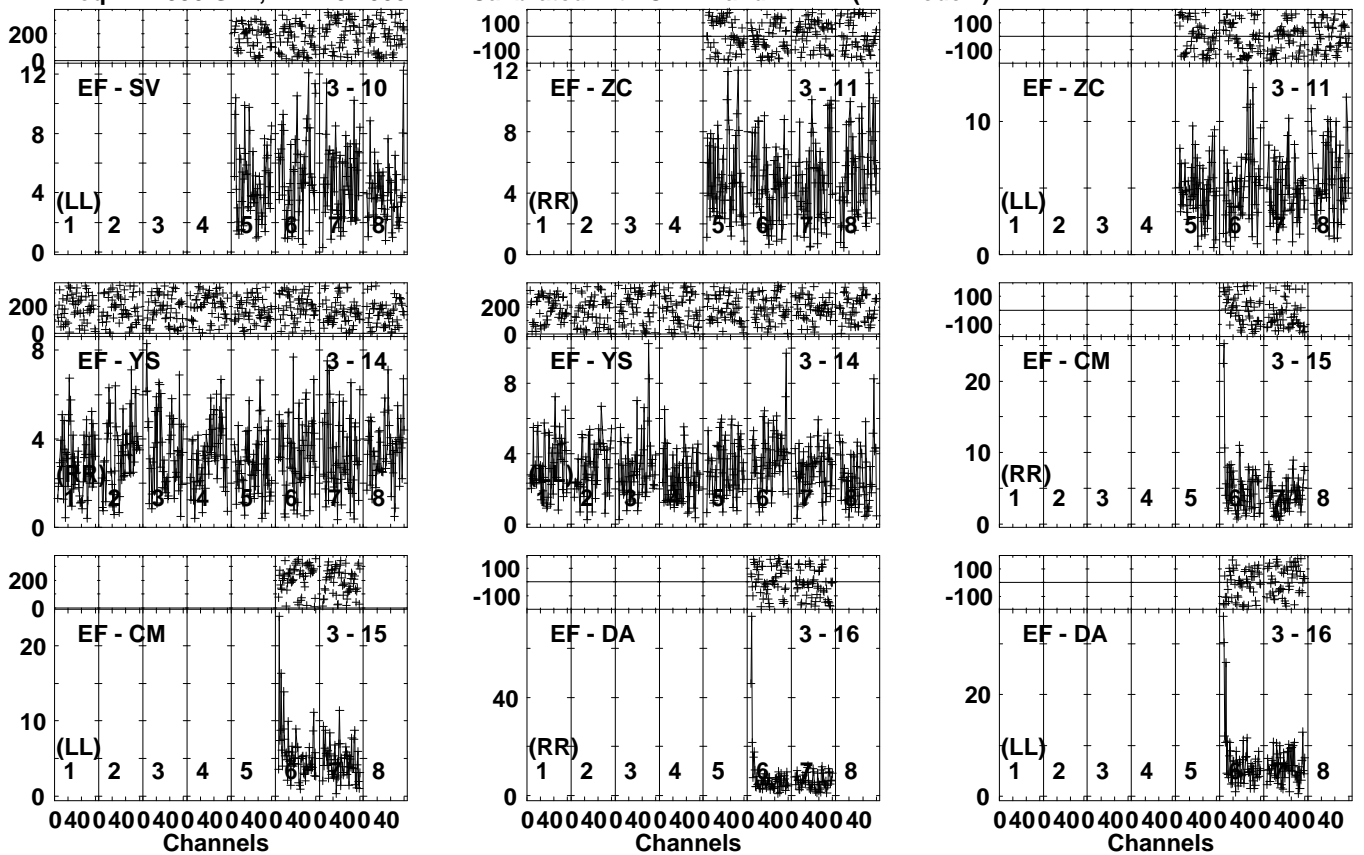 200
0
12
8
4
0
EF - SV 3 - 10
(LL)
1 2 3 4 5 6 7 8
100
-100
12
8
4
0
EF - ZC 3 - 11
(RR)
1 2 3 4 5 6 7 8
100
-100
10
0
EF - ZC 3 - 11
(LL)
1 2 3 4 5 6 7 8
200
0
8
4
0
EF - YS 3 - 14
(RR)
1 2 3 4 5 6 7 8
200
0
8
4
0
EF - YS 3 - 14
(LL)
1 2 3 4 5 6 7 8
100
-100
20
10
0
EF - CM 3 - 15
(RR)
1 2 3 4 5 6 7 8
200
0
20
10
0
EF - CM 3 - 15
(LL)
1 2 3 4 5 6 7 8
0 40 0 40 0 40 0 40 0 40 0 40 0 40 0 40
Channels
100
-100
40
0
EF - DA 3 - 16
(RR)
1 2 3 4 5 6 7 8
0 40 0 40 0 40 0 40 0 40 0 40 0 40 0 40
Channels
100
-100
20
0
EF - DA 3 - 16
(LL)
1 2 3 4 5 6 7 8
0 40 0 40 0 40 0 40 0 40 0 40 0 40 0 40
Channels